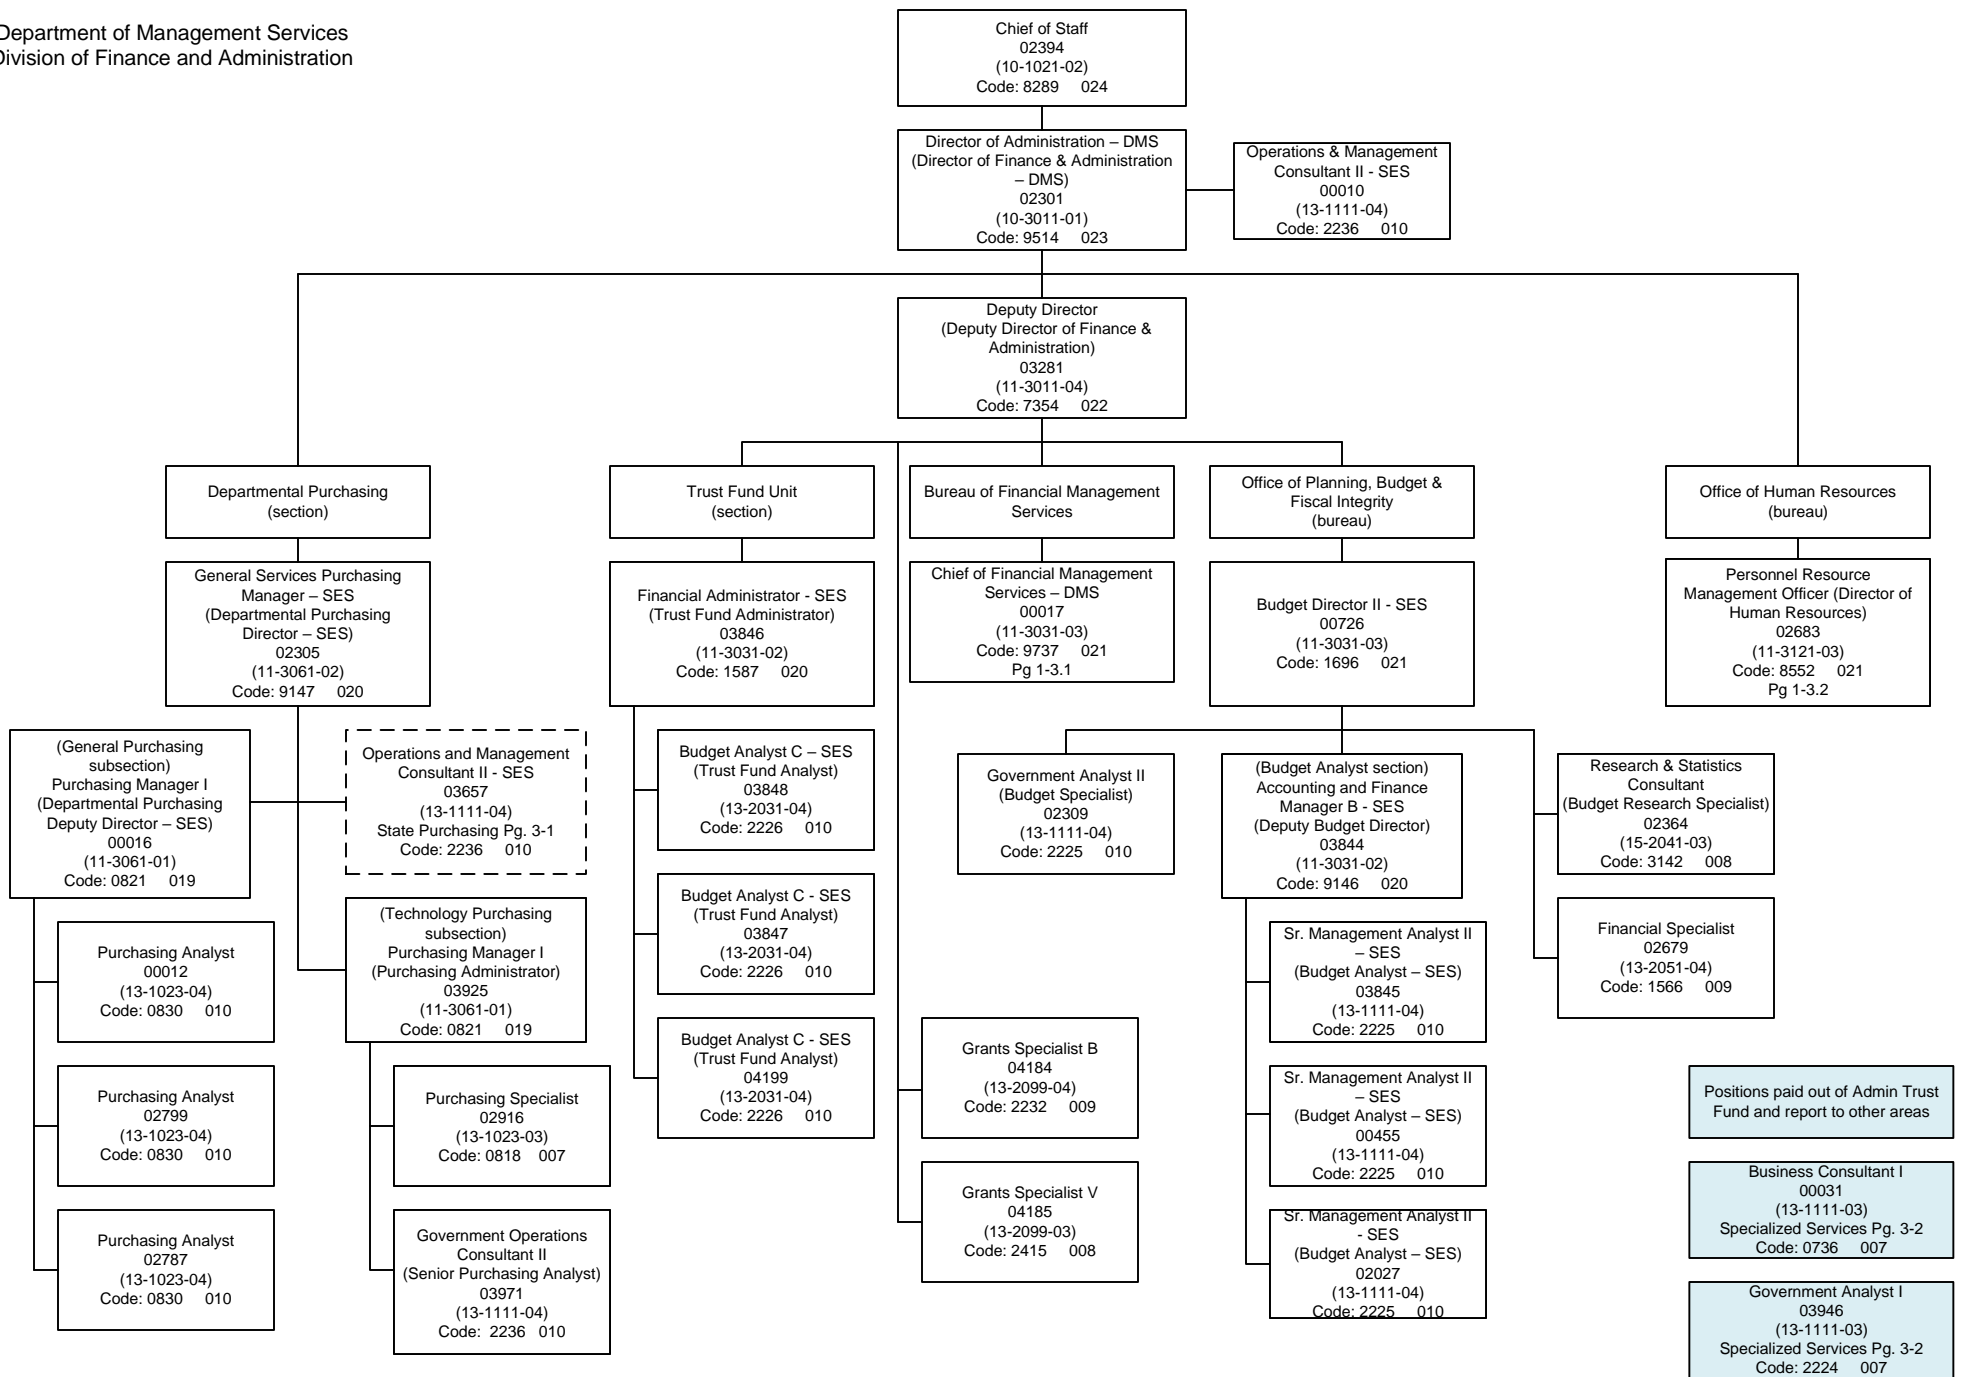 Department of Management Services
Division of Finance and Administration
Chief of Staff
02394
(10-1021-02)
Code: 8289 024
Director of Administration – DMS
(Director of Finance & Administration
– DMS)
02301
(10-3011-01)
Code: 9514 023
Operations & Management
Consultant II - SES
00010
(13-1111-04)
Code: 2236 010
Deputy Director
(Deputy Director of Finance &
Administration)
03281
(11-3011-04)
Code: 7354 022
Departmental Purchasing
(section)
Trust Fund Unit
(section)
Bureau of Financial Management
Services
Office of Planning, Budget &
Fiscal Integrity
(bureau)
Office of Human Resources
(bureau)
General Services Purchasing
Manager – SES
(Departmental Purchasing
Director – SES)
02305
(11-3061-02)
Code: 9147 020
Financial Administrator - SES
(Trust Fund Administrator)
03846
(11-3031-02)
Code: 1587 020
Chief of Financial Management
Services – DMS
00017
(11-3031-03)
Code: 9737 021
Pg 1-3.1
Budget Director II - SES
00726
(11-3031-03)
Code: 1696 021
Personnel Resource
Management Officer (Director of
Human Resources)
02683
(11-3121-03)
Code: 8552 021
Pg 1-3.2
(General Purchasing
subsection)
Purchasing Manager I
(Departmental Purchasing
Deputy Director – SES)
00016
(11-3061-01)
Code: 0821 019
Operations and Management
Consultant II - SES
03657
(13-1111-04)
State Purchasing Pg. 3-1
Code: 2236 010
Budget Analyst C – SES
(Trust Fund Analyst)
03848
(13-2031-04)
Code: 2226 010
Government Analyst II
(Budget Specialist)
02309
(13-1111-04)
Code: 2225 010
(Budget Analyst section)
Accounting and Finance
Manager B - SES
(Deputy Budget Director)
03844
(11-3031-02)
Code: 9146 020
Research & Statistics
Consultant
(Budget Research Specialist)
02364
(15-2041-03)
Code: 3142 008
Purchasing Analyst
00012
(13-1023-04)
Code: 0830 010
(Technology Purchasing
subsection)
Purchasing Manager I
(Purchasing Administrator)
03925
(11-3061-01)
Code: 0821 019
Budget Analyst C - SES
(Trust Fund Analyst)
03847
(13-2031-04)
Code: 2226 010
Sr. Management Analyst II
– SES
(Budget Analyst – SES)
03845
(13-1111-04)
Code: 2225 010
Financial Specialist
02679
(13-2051-04)
Code: 1566 009
Purchasing Analyst
02799
(13-1023-04)
Code: 0830 010
Purchasing Specialist
02916
(13-1023-03)
Code: 0818 007
Budget Analyst C - SES
(Trust Fund Analyst)
04199
(13-2031-04)
Code: 2226 010
Grants Specialist B
04184
(13-2099-04)
Code: 2232 009
Sr. Management Analyst II
– SES
(Budget Analyst – SES)
00455
(13-1111-04)
Code: 2225 010
Positions paid out of Admin Trust
Fund and report to other areas
Purchasing Analyst
02787
(13-1023-04)
Code: 0830 010
Government Operations
Consultant II
(Senior Purchasing Analyst)
03971
(13-1111-04)
Code: 2236 010
Grants Specialist V
04185
(13-2099-03)
Code: 2415 008
Sr. Management Analyst II
- SES
(Budget Analyst – SES)
02027
(13-1111-04)
Code: 2225 010
Business Consultant I
00031
(13-1111-03)
Specialized Services Pg. 3-2
Code: 0736 007
Government Analyst I
03946
(13-1111-03)
Specialized Services Pg. 3-2
Code: 2224 007